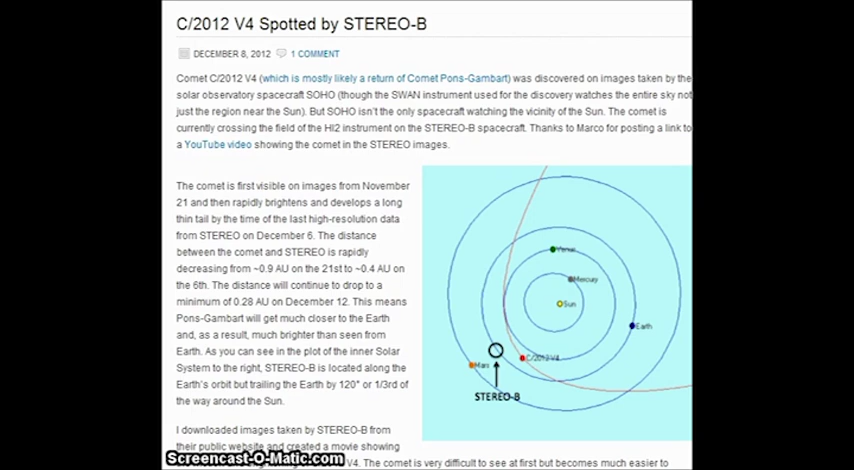 C/2012 V4 Spotted by STEREO-B
DECEMBER 8, 2012 1 COMMENT
Comet C/2012 V4 (which is mostly likely a return of Comet Pons-Gambart) was discovered on images taken by the
solar observatory spacecraft SOHO (though the SWAN instrument used for the discovery watches the entire sky not
just the region near the Sun). But SOHO isn't the only spacecraft watching the vicinity of the Sun. The comet is
currently crossing the field of the HI2 instrument on the STEREO-B spacecraft. Thanks to Marco for posting a link to
a YouTube video showing the comet in the STEREO images.
The comet is first visible on images from November
21 and then rapidly brightens and develops a long
thin tail by the time of the last high-resolution data
from STEREO on December 6. The distance
between the comet and STEREO is rapidly
decreasing from ~0.9 AU on the 21st to ~0.4 AU on
the 6th. The distance will continue to drop to a
minimum of 0.28 AU on December 12. This means
Pons-Gambart will get much closer to the Earth
and, as a result, much brighter than seen from
Earth. As you can see in the plot of the inner Solar
System to the right, STEREO-B is located along the
Earth's orbit but trailing the Earth by 120° or 1/3rd of
the way around the Sun.
Venus
Mercury
Sun
Earth
C/2012 V4
Mars
STEREO-B
I downloaded images taken by STEREO-B from
their public website and created a movie showing
V4. The comet is very difficult to see at first but becomes much easier to
Screencast-O-Matic.com